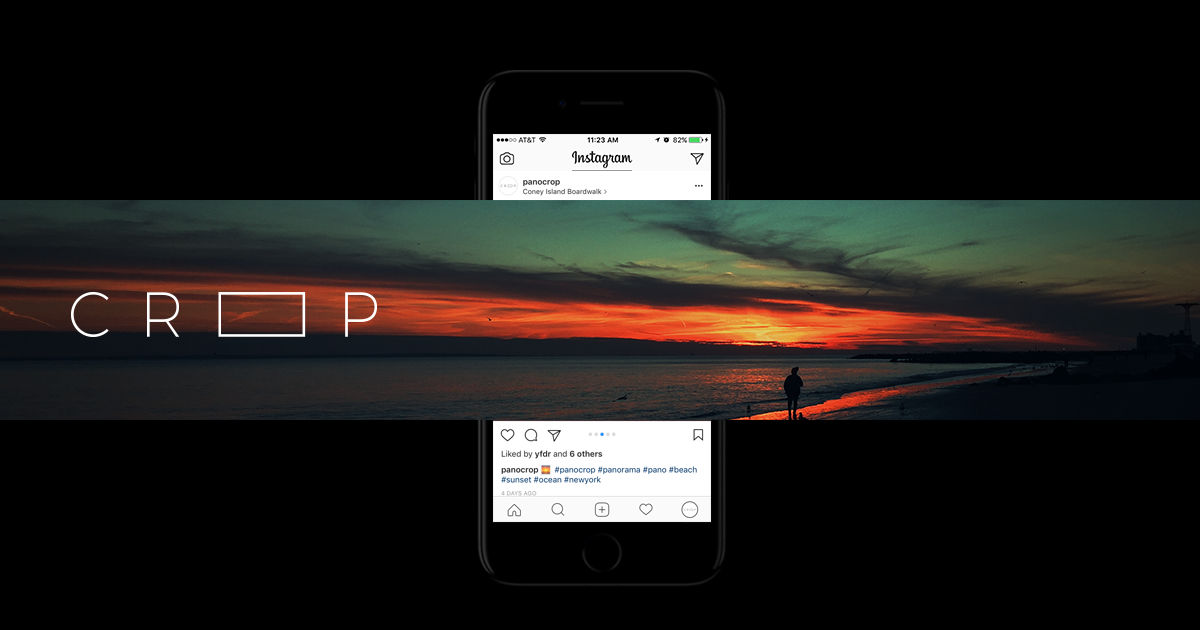 AT&T 11:23 AM 82%
Instagram
panocrop
Coney Island Boardwalk >
CROP
Liked by yfdr and 6 others
panocrop #panocrop #panorama #pano #beach
#sunset #ocean #newyork
4 DAYS AGO